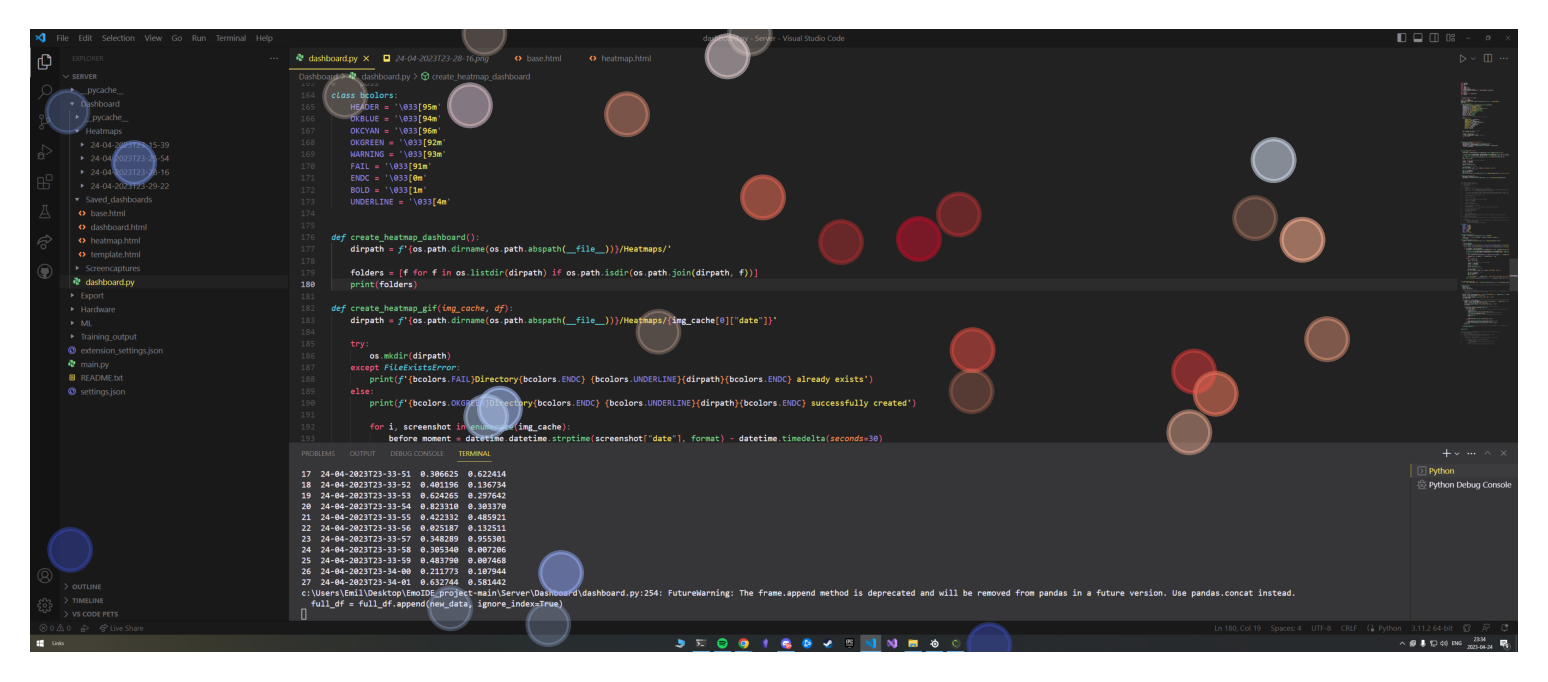 File Edit Selection View Go Run Terminal Help
dashboard.py - Server - Visual Studio Code
EXPLORER
dashboard.py
24-04-2023T23-28-16.png
base.html
heatmap.html
SERVER
__pycache__
Dashboard
__pycache__
Heatmaps
24-04-2023T23-15-39
24-04-2023T23-25-54
24-04-2023T23-28-16
24-04-2023T23-29-22
Saved_dashboards
base.html
dashboard.html
heatmap.html
template.html
Screencaptures
dashboard.py
Export
Hardware
ML
Training_output
extension_settings.json
main.py
README.txt
settings.json
OUTLINE
TIMELINE
VS CODE PETS
Dashboard > dashboard.py > create_heatmap_dashboard
164 class bcolors:
165 HEADER = '\033[95m'
166 OKBLUE = '\033[94m'
167 OKCYAN = '\033[96m'
168 OKGREEN = '\033[92m'
169 WARNING = '\033[93m'
170 FAIL = '\033[91m'
171 ENDC = '\033[0m'
172 BOLD = '\033[1m'
173 UNDERLINE = '\033[4m'
174
175
176 def create_heatmap_dashboard():
177 dirpath = f'{os.path.dirname(os.path.abspath(__file__))}/Heatmaps/'
178
179 folders = [f for f in os.listdir(dirpath) if os.path.isdir(os.path.join(dirpath, f))]
180 print(folders)
181
182 def create_heatmap_gif(img_cache, df):
183 dirpath = f'{os.path.dirname(os.path.abspath(__file__))}/Heatmaps/{img_cache[0]["date"]}'
184
185 try:
186 os.mkdir(dirpath)
187 except FileExistsError:
188 print(f'{bcolors.FAIL}Directory{bcolors.ENDC} {bcolors.UNDERLINE}{dirpath}{bcolors.ENDC} already exists')
189 else:
190 print(f'{bcolors.OKGREEN}Directory{bcolors.ENDC} {bcolors.UNDERLINE}{dirpath}{bcolors.ENDC} successfully created')
191
192 for i, screenshot in enumerate(img_cache):
193 before_moment = datetime.datetime.strptime(screenshot["date"], format) - datetime.timedelta(seconds=30)
PROBLEMS OUTPUT DEBUG CONSOLE TERMINAL
17 24-04-2023T23-33-51 0.306625 0.622414
18 24-04-2023T23-33-52 0.401196 0.136734
19 24-04-2023T23-33-53 0.624265 0.297642
20 24-04-2023T23-33-54 0.823310 0.303370
21 24-04-2023T23-33-55 0.422332 0.485921
22 24-04-2023T23-33-56 0.025187 0.132511
23 24-04-2023T23-33-57 0.348289 0.955301
24 24-04-2023T23-33-58 0.305340 0.007206
25 24-04-2023T23-33-59 0.483790 0.007468
26 24-04-2023T23-34-00 0.211773 0.107944
27 24-04-2023T23-34-01 0.632744 0.581442
c:\Users\Emil\Desktop\EmoIDE_project-main\Server\Dashboard\dashboard.py:254: FutureWarning: The frame.append method is deprecated and will be removed from pandas in a future version. Use pandas.concat instead.
full_df = full_df.append(new_data, ignore_index=True)
Python
Python Debug Console
0 0 Live Share
Ln 180, Col 19 Spaces: 4 UTF-8 CRLF Python 3.11.2 64-bit
Links
ENG
23:34
2023-04-24